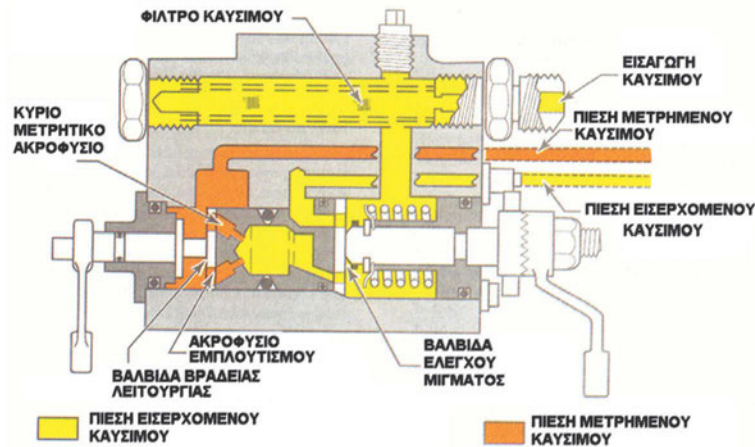 ΦΙΛΤΡΟ ΚΑΥΣΙΜΟΥ
ΕΙΣΑΓΩΓΗ
ΚΑΥΣΙΜΟΥ
ΚΥΡΙΟ
ΜΕΤΡΗΤΙΚΟ
ΑΚΡΟΦΥΣΙΟ
ΠΙΕΣΗ ΜΕΤΡΗΜΕΝΟΥ
ΚΑΥΣΙΜΟΥ
ΠΙΕΣΗ ΕΙΣΕΡΧΟΜΕΝΟΥ
ΚΑΥΣΙΜΟΥ
ΑΚΡΟΦΥΣΙΟ
ΕΜΠΛΟΥΤΙΣΜΟΥ
ΒΑΛΒΙΔΑ ΒΡΑΔΕΙΑΣ
ΛΕΙΤΟΥΡΓΙΑΣ
ΒΑΛΒΙΔΑ
ΕΛΕΓΧΟΥ
ΜΙΓΜΑΤΟΣ
ΠΙΕΣΗ ΕΙΣΕΡΧΟΜΕΝΟΥ
ΚΑΥΣΙΜΟΥ
ΠΙΕΣΗ ΜΕΤΡΗΜΕΝΟΥ
ΚΑΥΣΙΜΟΥ